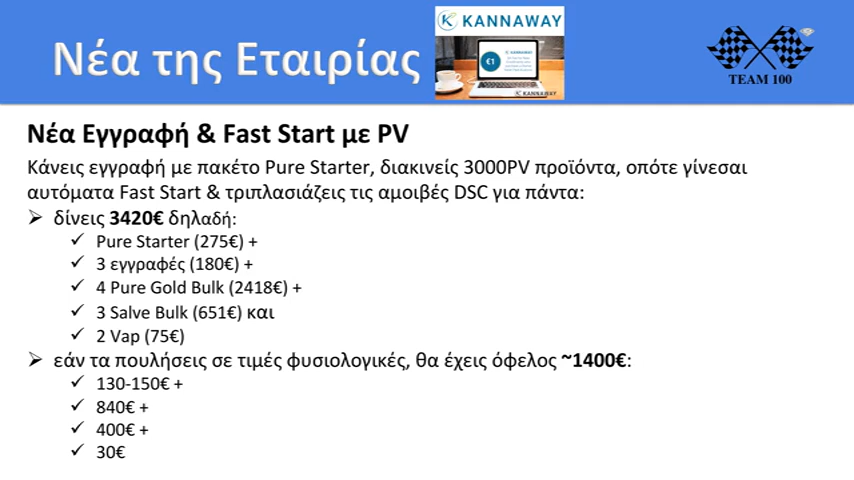 Νέα της Εταιρίας
KANNAWAY
KANNAWAY
€1
KANNAWAY
TEAM 100
Νέα Εγγραφή & Fast Start με PV
Κάνεις εγγραφή με πακέτο Pure Starter, διακινείς 3000PV προϊόντα, οπότε γίνεσαι
αυτόματα Fast Start & τριπλασιάζεις τις αμοιβές DSC για πάντα:
➢ δίνεις 3420€ δηλαδή:
✓ Pure Starter (275€) +
✓ 3 εγγραφές (180€) +
✓ 4 Pure Gold Bulk (2418€) +
✓ 3 Salve Bulk (651€) και
✓ 2 Vap (75€)
➢ εάν τα πουλήσεις σε τιμές φυσιολογικές, θα έχεις όφελος ~1400€:
✓ 130-150€ +
✓ 840€ +
✓ 400€ +
✓ 30€